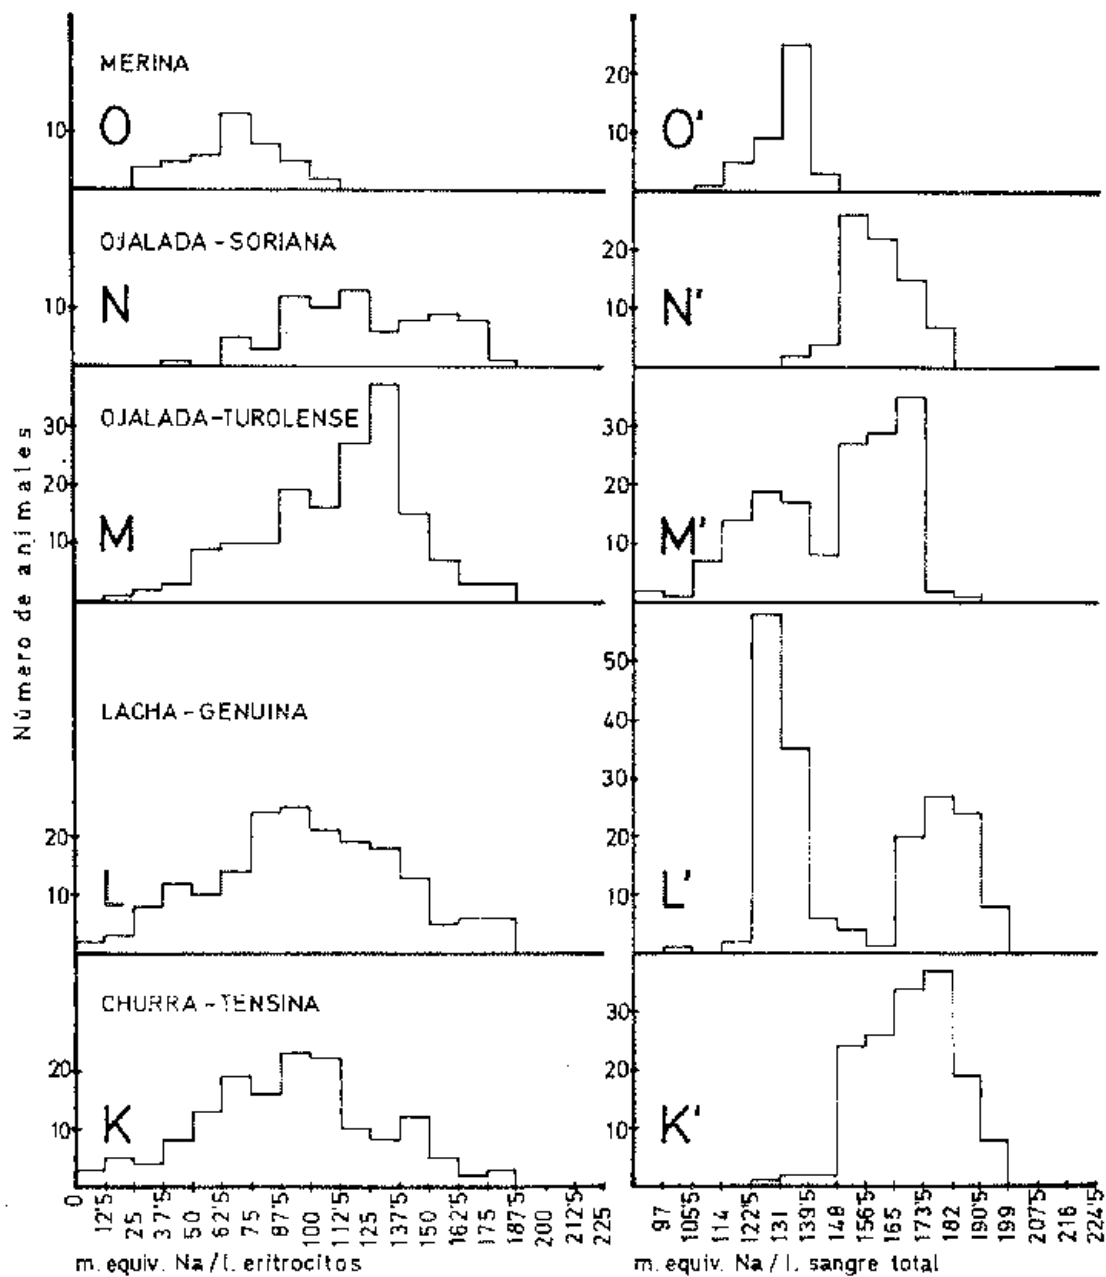 MERINA
O
10
O'
20
10
OJALADA - SORIANA
N
10
N'
20
10
OJALADA-TUROLENSE
M
30
20
10
M'
30
20
10
Número de animales
LACHA - GENUINA
L
20
10
L'
50
40
30
20
10
CHURRA - TENSINA
K
20
10
K'
30
20
10
0 12'5 25 37'5 50 62'5 75 87'5 100 112'5 125 137'5 150 162'5 175 187'5 200 212'5 225
m. equiv. Na / l. eritrocitos
97 105'5 114 122'5 131 139'5 148 156'5 165 173'5 182 190'5 199 207'5 216 224'5
m. equiv. Na / l. sangre total